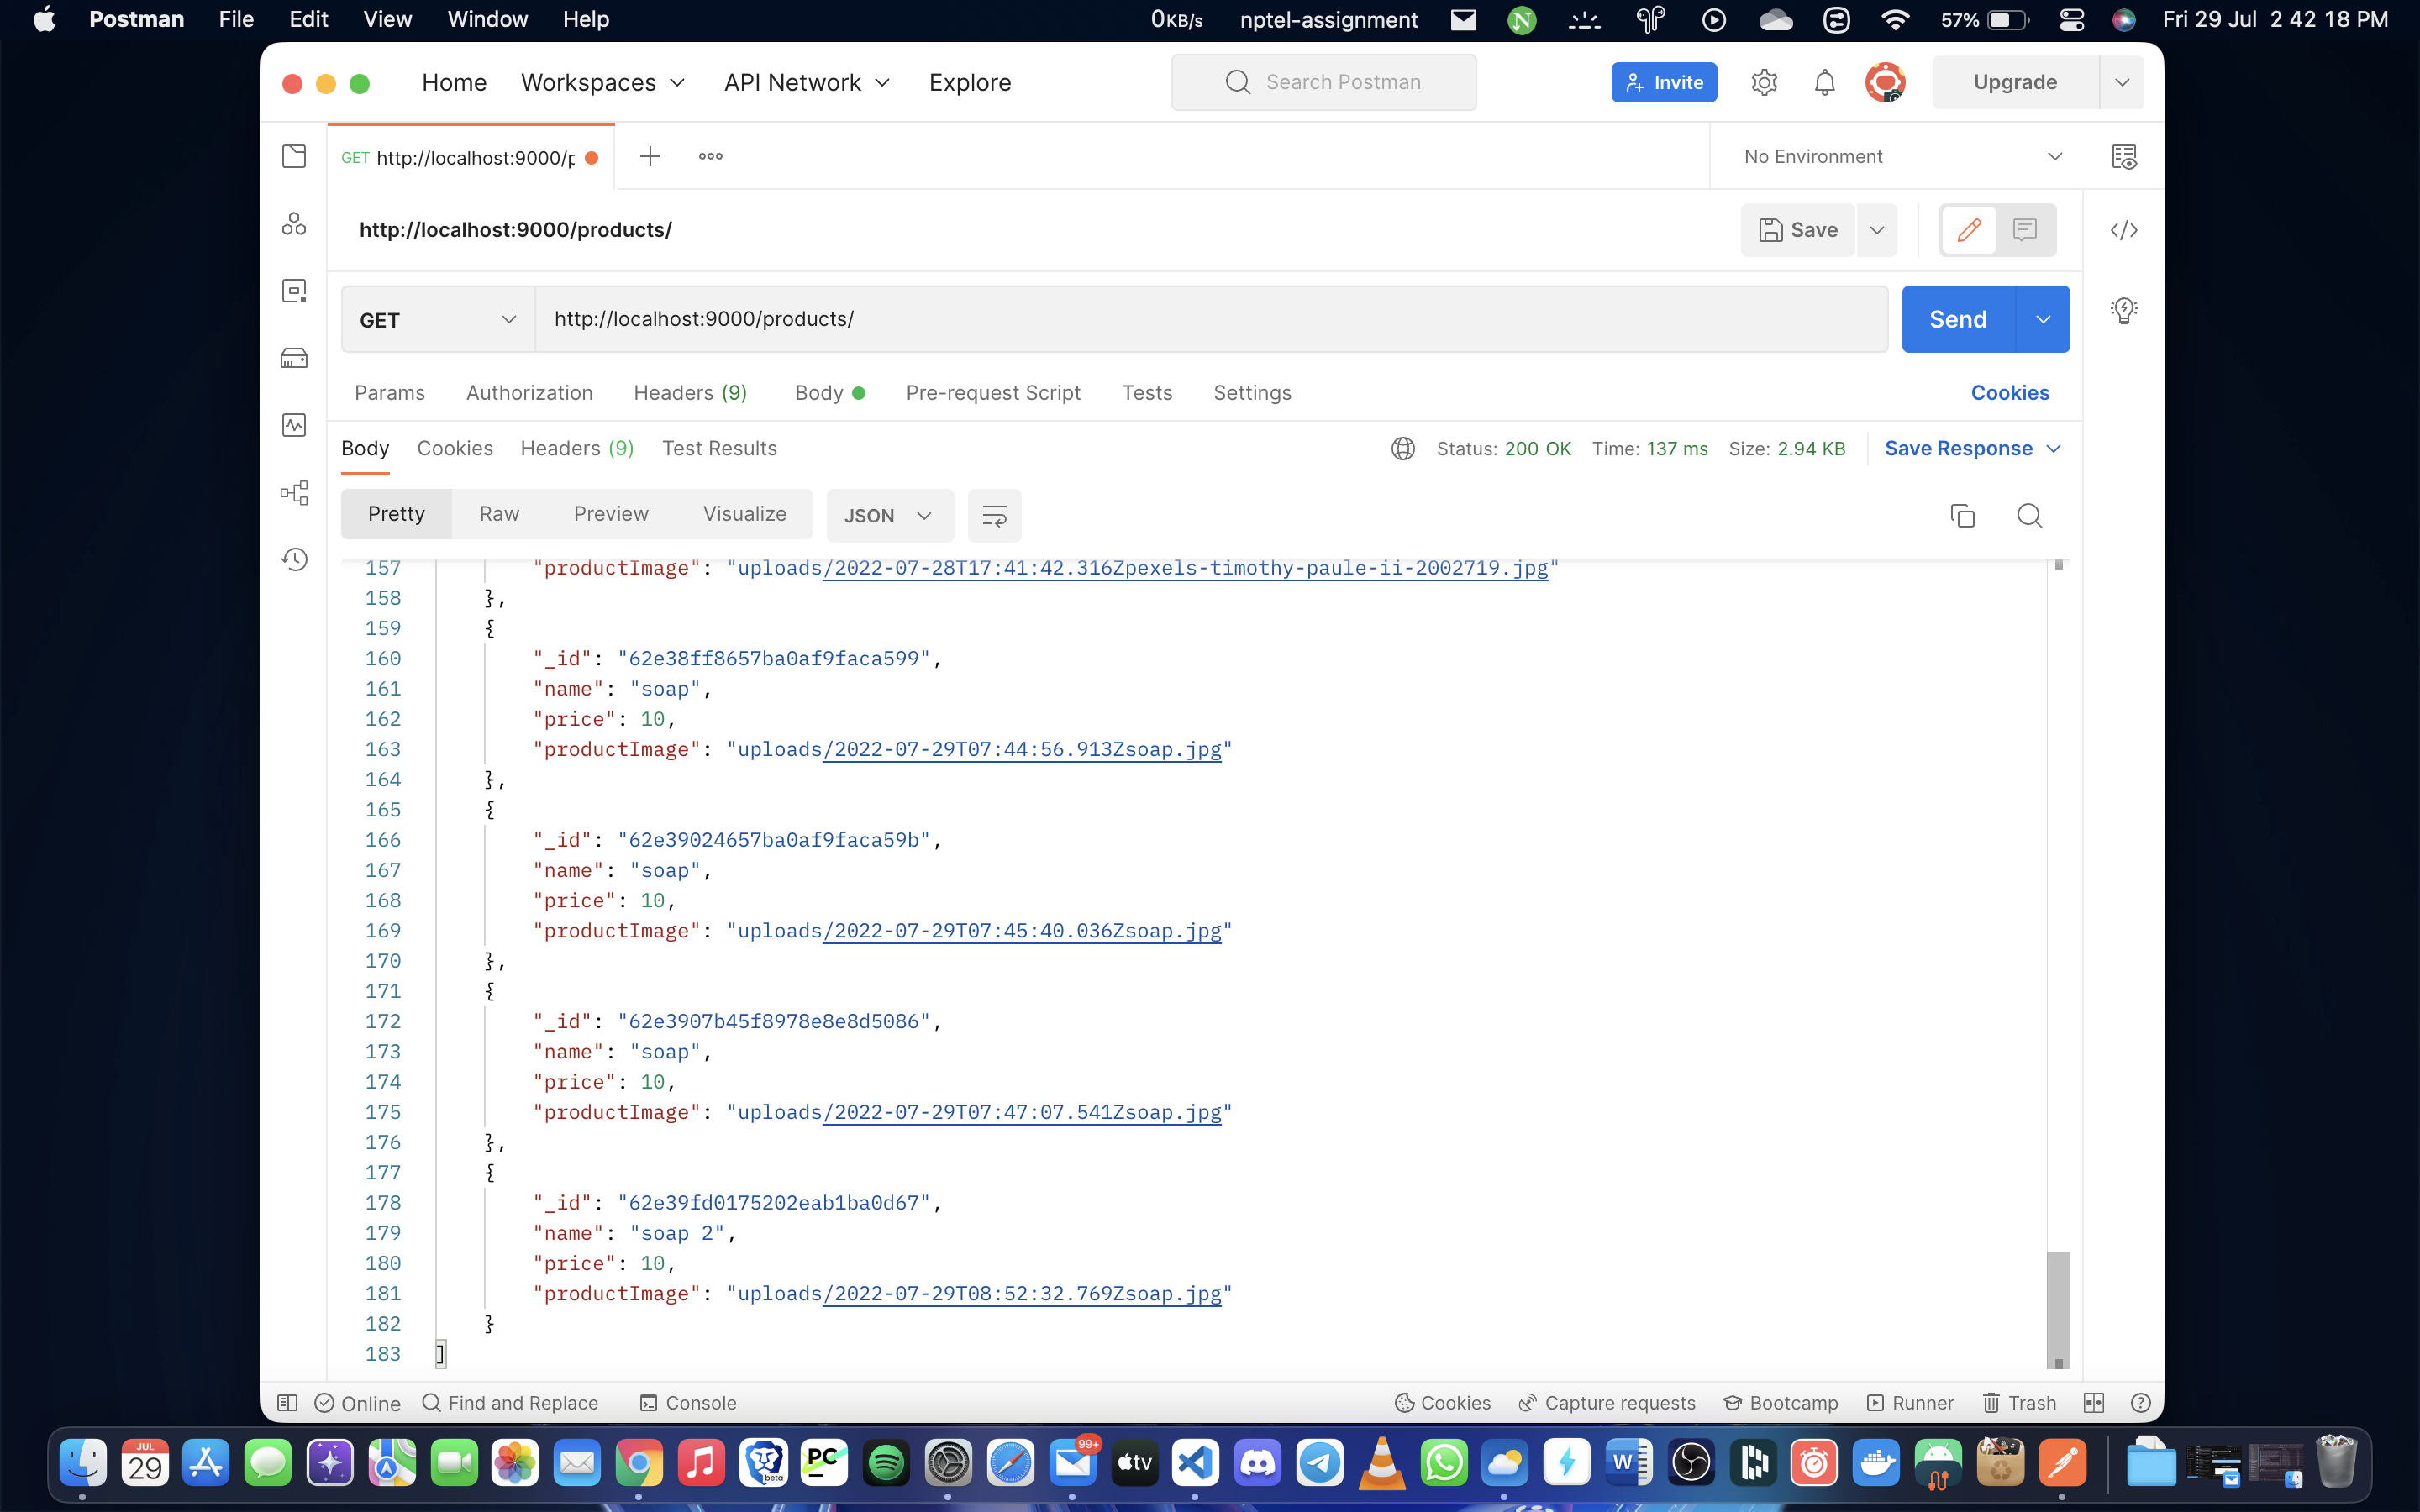 Postman File Edit View Window Help 0KB/s nptel-assignment 57% Fri 29 Jul 2 42 18 PM
Home Workspaces API Network Explore Search Postman Invite Upgrade
GET http://localhost:9000/p No Environment
http://localhost:9000/products/ Save
GET http://localhost:9000/products/ Send
Params Authorization Headers (9) Body Pre-request Script Tests Settings Cookies
Body Cookies Headers (9) Test Results Status: 200 OK Time: 137 ms Size: 2.94 KB Save Response
Pretty Raw Preview Visualize JSON
157 "productImage": "uploads/2022-07-28T17:41:42.316Zpexels-timothy-paule-ii-2002719.jpg"
158 },
159 {
160 "_id": "62e38ff8657ba0af9faca599",
161 "name": "soap",
162 "price": 10,
163 "productImage": "uploads/2022-07-29T07:44:56.913Zsoap.jpg"
164 },
165 {
166 "_id": "62e39024657ba0af9faca59b",
167 "name": "soap",
168 "price": 10,
169 "productImage": "uploads/2022-07-29T07:45:40.036Zsoap.jpg"
170 },
171 {
172 "_id": "62e3907b45f8978e8e8d5086",
173 "name": "soap",
174 "price": 10,
175 "productImage": "uploads/2022-07-29T07:47:07.541Zsoap.jpg"
176 },
177 {
178 "_id": "62e39fd0175202eab1ba0d67",
179 "name": "soap 2",
180 "price": 10,
181 "productImage": "uploads/2022-07-29T08:52:32.769Zsoap.jpg"
182 }
183 ]
Online Find and Replace Console Cookies Capture requests Bootcamp Runner Trash
JUL 29 beta PC 99+ tv W